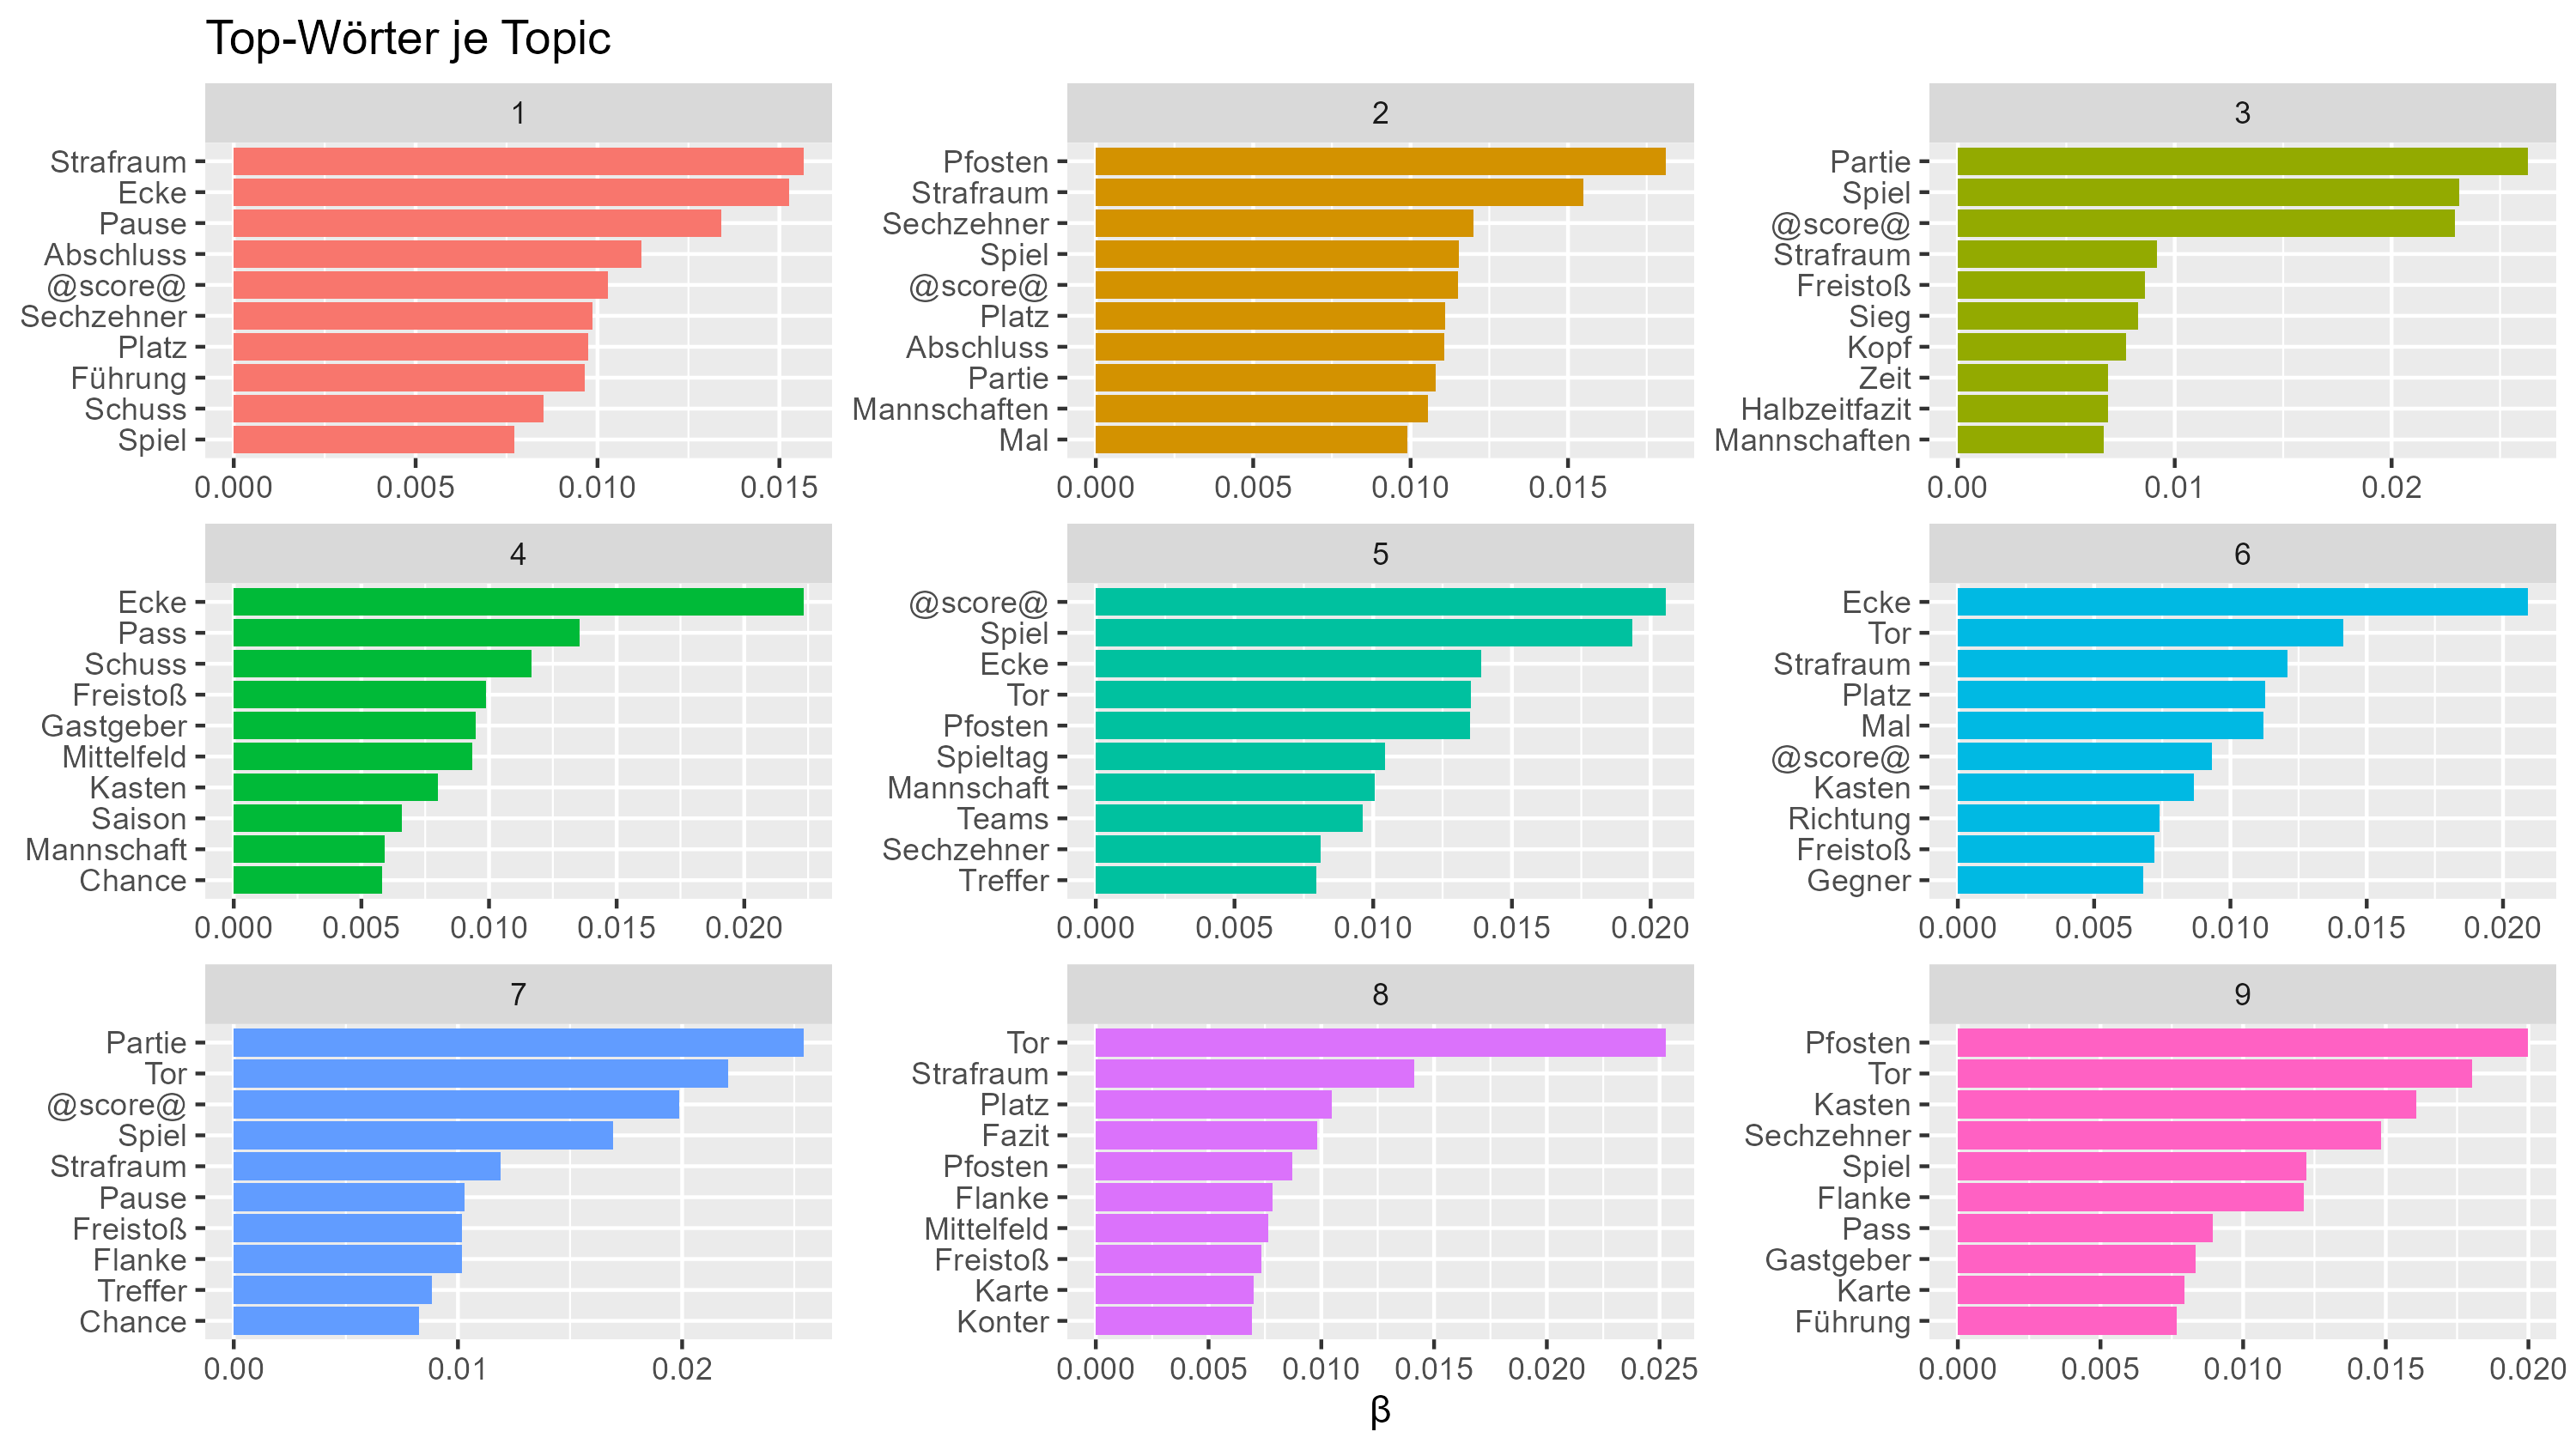 Top-Wörter je Topic
1
Strafraum
Ecke
Pause
Abschluss
@score@
Sechzehner
Platz
Führung
Schuss
Spiel
0.000 0.005 0.010 0.015
2
Pfosten
Strafraum
Sechzehner
Spiel
@score@
Platz
Abschluss
Partie
Mannschaften
Mal
0.000 0.005 0.010 0.015
3
Partie
Spiel
@score@
Strafraum
Freistoß
Sieg
Kopf
Zeit
Halbzeitfazit
Mannschaften
0.00 0.01 0.02
4
Ecke
Pass
Schuss
Freistoß
Gastgeber
Mittelfeld
Kasten
Saison
Mannschaft
Chance
0.000 0.005 0.010 0.015 0.020
5
@score@
Spiel
Ecke
Tor
Pfosten
Spieltag
Mannschaft
Teams
Sechzehner
Treffer
0.000 0.005 0.010 0.015 0.020
6
Ecke
Tor
Strafraum
Platz
Mal
@score@
Kasten
Richtung
Freistoß
Gegner
0.000 0.005 0.010 0.015 0.020
7
Partie
Tor
@score@
Spiel
Strafraum
Pause
Freistoß
Flanke
Treffer
Chance
0.00 0.01 0.02
8
Tor
Strafraum
Platz
Fazit
Pfosten
Flanke
Mittelfeld
Freistoß
Karte
Konter
0.000 0.005 0.010 0.015 0.020 0.025
9
Pfosten
Tor
Kasten
Sechzehner
Spiel
Flanke
Pass
Gastgeber
Karte
Führung
0.000 0.005 0.010 0.015 0.020
β